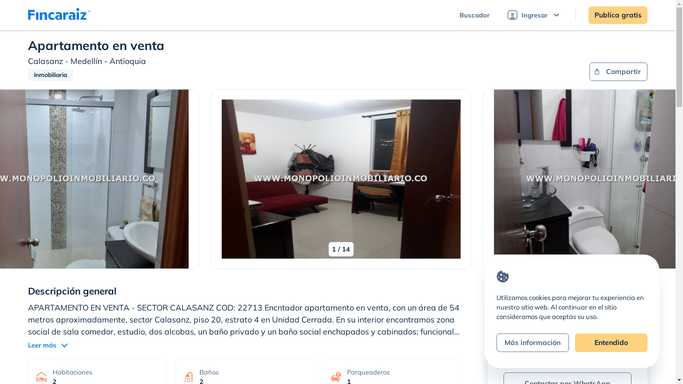 Fincaraiz
Buscador
Ingresar
Publica gratis
Apartamento en venta
Calasanz - Medellín - Antioquia
Inmobiliaria
Compartir
WWW.MONOPOLIOINMOBILIARIO.CO
WWW.MONOPOLIOINMOBILIARIO.CO
WWW.MONOPOLIOINMOBILIARIO.CO
1 / 14
Descripción general
APARTAMENTO EN VENTA - SECTOR CALASANZ COD: 22713 Encntador apartamento en venta, con un área de 54
metros aproximadamente, sector Calasanz, piso 20, estrato 4 en Unidad Cerrada. En su interior encontramos zona
social de sala comedor, estudio, dos alcobas, un baño privado y un baño social enchapados y cabinados; funcional...
Leer más
Habitaciones
2
Baños
2
Parqueaderos
1
Utilizamos cookies para mejorar tu experiencia en
nuestro sitio web. Al continuar en el sitio
consideramos que aceptas su uso.
Más información
Entendido
Contactar por WhatsApp